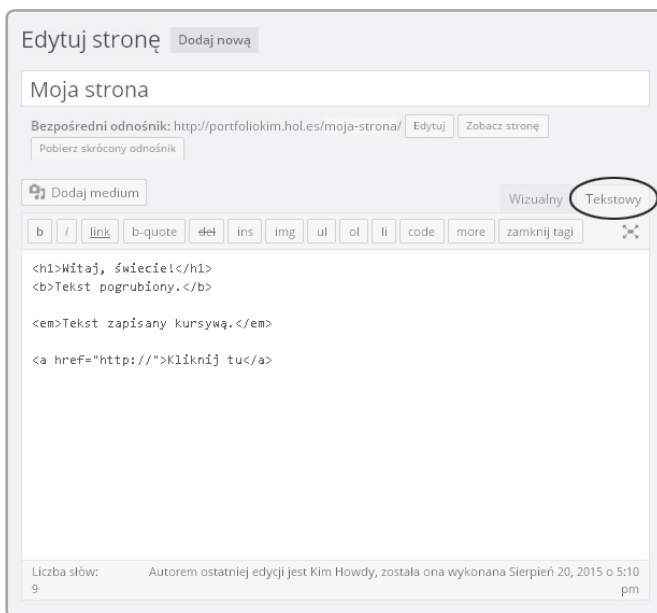 Edytuj stronę Dodaj nową
Moja strona
Bezpośredni odnośnik: http://portfoliokim.hol.es/moja-strona/ Edytuj Zobacz stronę
Pobierz skrócony odnośnik
Dodaj medium Wizualny Tekstowy
b i link b-quote del ins img ul ol li code more zamknij tagi
<h1>Witaj, świecie!</h1>
<b>Tekst pogrubiony.</b>
<em>Tekst zapisany kursywą.</em>
<a href="http://">Kliknij tu</a>
Liczba słów: Autorem ostatniej edycji jest Kim Howdy, została ona wykonana Sierpień 20, 2015 o 5:10
9 pm